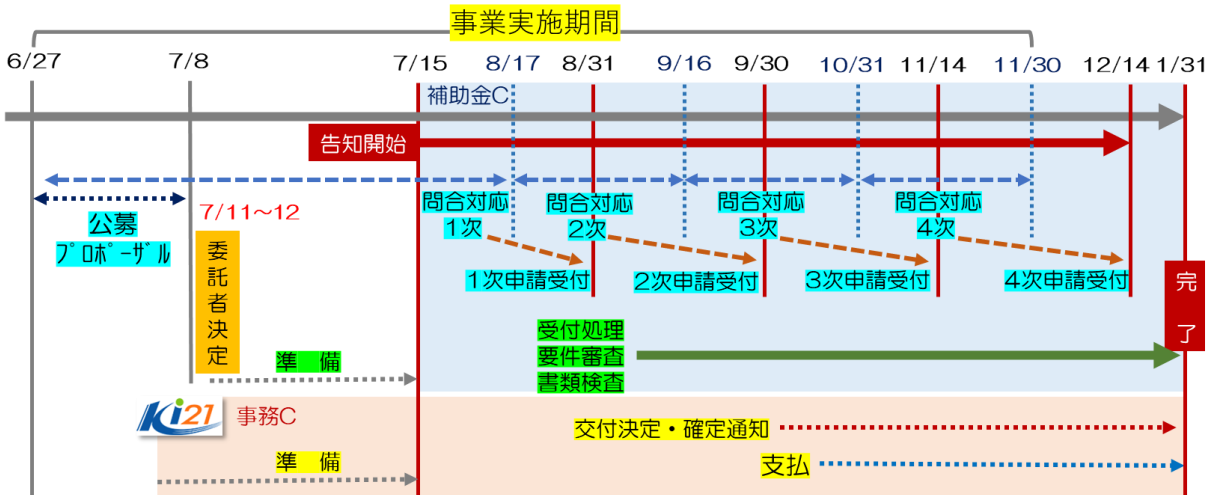 事業実施期間
6/27
7/8
7/15
8/17
8/31
9/16
9/30
10/31
11/14
11/30
12/14
1/31
補助金C
告知開始
公募
ﾌﾟﾛﾎﾟｰｻﾞﾙ
7/11～12
委託者決定
問合対応
1次
問合対応
2次
問合対応
3次
問合対応
4次
1次申請受付
2次申請受付
3次申請受付
4次申請受付
完了
受付処理
要件審査
書類検査
準　備
Ki21
事務C
交付決定・確定通知
支払
準　備